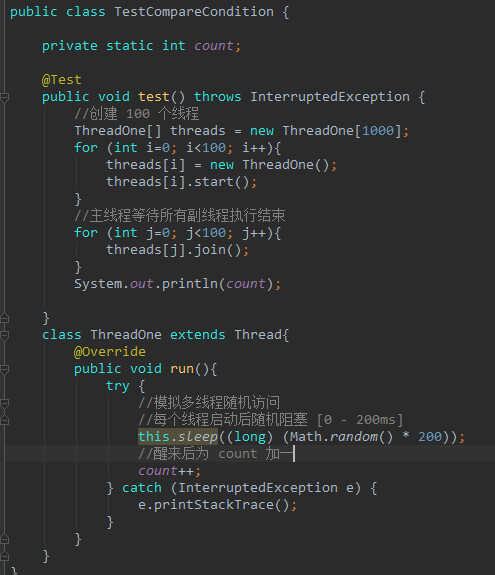 public class TestCompareCondition {
private static int count;
@Test
public void test() throws InterruptedException {
//创建 100 个线程
ThreadOne[] threads = new ThreadOne[1000];
for (int i=0; i<100; i++){
threads[i] = new ThreadOne();
threads[i].start();
}
//主线程等待所有副线程执行结束
for (int j=0; j<100; j++){
threads[j].join();
}
System.out.println(count);
}
class ThreadOne extends Thread{
@Override
public void run(){
try {
//模拟多线程随机访问
//每个线程启动后随机阻塞 [0 - 200ms]
this.sleep((long) (Math.random() * 200));
//醒来后为 count 加一
count++;
} catch (InterruptedException e) {
e.printStackTrace();
}
}
}
}